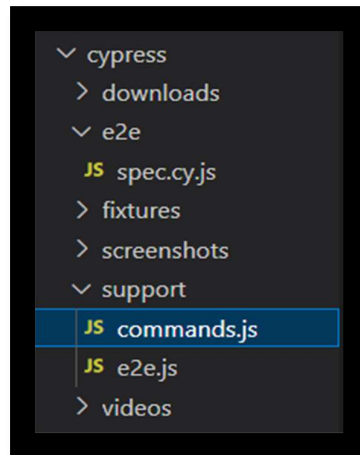 cypress
downloads
e2e
JS spec.cy.js
fixtures
screenshots
support
JS commands.js
JS e2e.js
videos